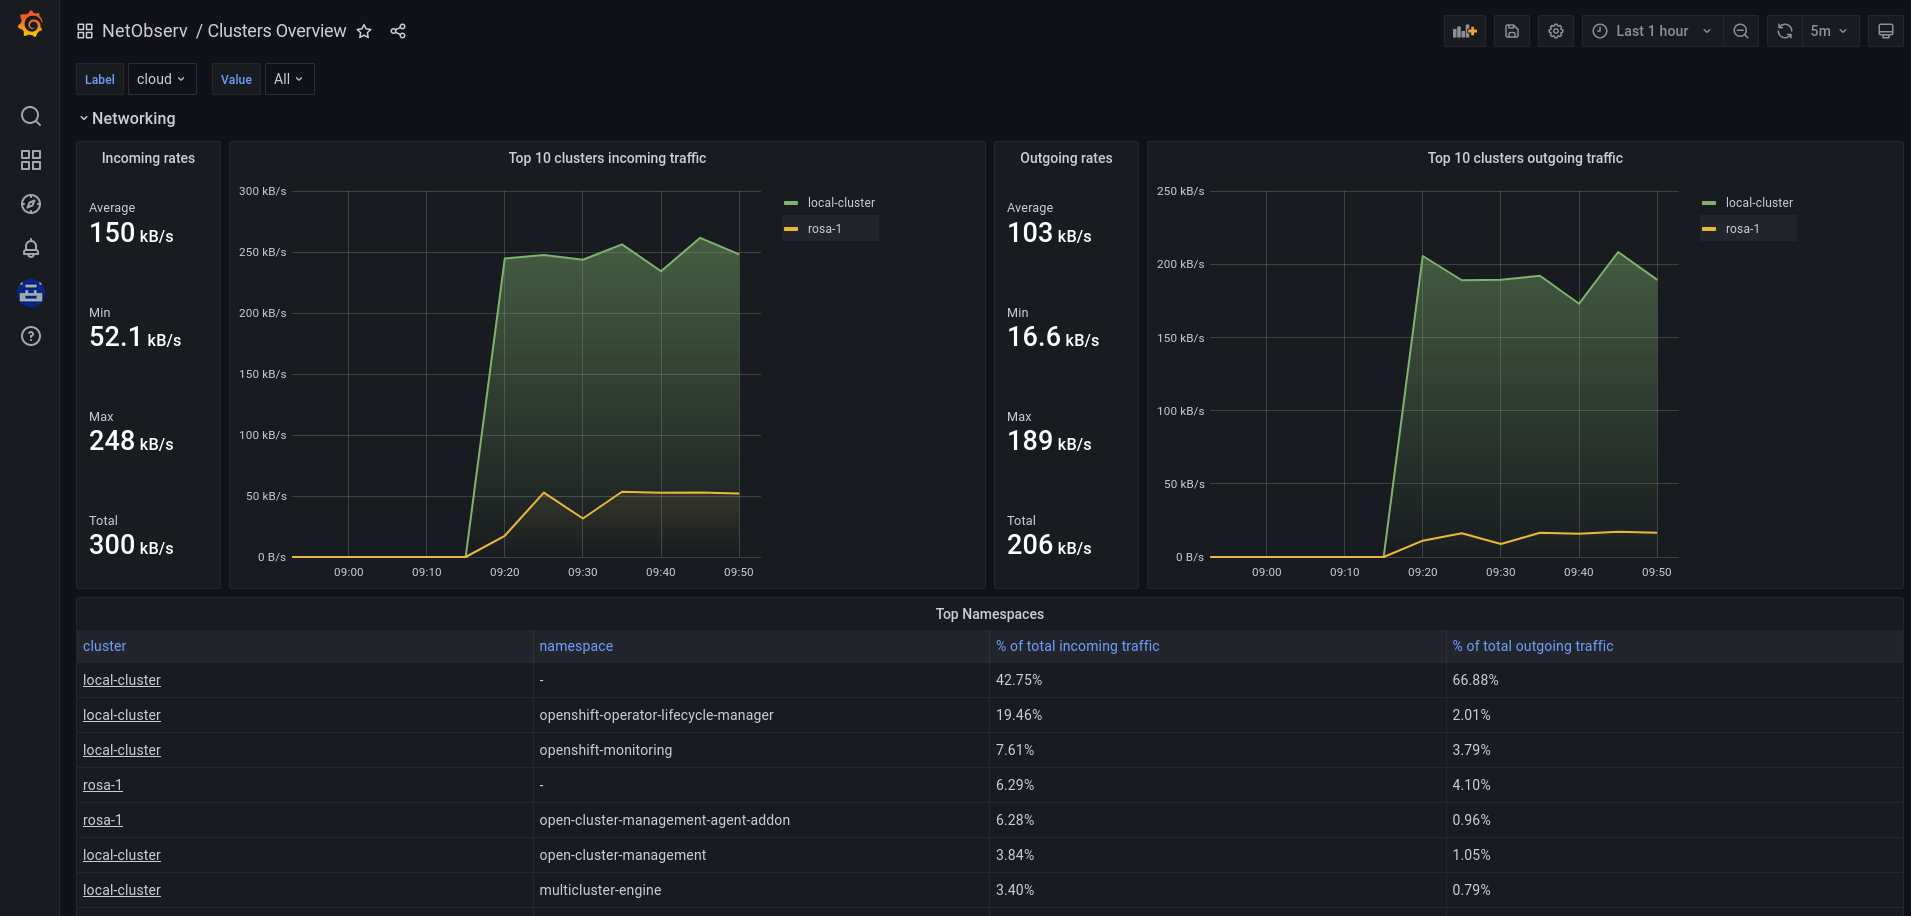 NetObserv / Clusters Overview
Last 1 hour
5m
Label cloud Value All
Networking
Incoming rates
Average
150 kB/s
Min
52.1 kB/s
Max
248 kB/s
Total
300 kB/s
Top 10 clusters incoming traffic
300 kB/s
250 kB/s
200 kB/s
150 kB/s
100 kB/s
50 kB/s
0 B/s
09:00 09:10 09:20 09:30 09:40 09:50
local-cluster
rosa-1
Outgoing rates
Average
103 kB/s
Min
16.6 kB/s
Max
189 kB/s
Total
206 kB/s
Top 10 clusters outgoing traffic
250 kB/s
200 kB/s
150 kB/s
100 kB/s
50 kB/s
0 B/s
09:00 09:10 09:20 09:30 09:40 09:50
local-cluster
rosa-1
Top Namespaces
cluster namespace % of total incoming traffic % of total outgoing traffic
local-cluster - 42.75% 66.88%
local-cluster openshift-operator-lifecycle-manager 19.46% 2.01%
local-cluster openshift-monitoring 7.61% 3.79%
rosa-1 - 6.29% 4.10%
rosa-1 open-cluster-management-agent-addon 6.28% 0.96%
local-cluster open-cluster-management 3.84% 1.05%
local-cluster multicluster-engine 3.40% 0.79%